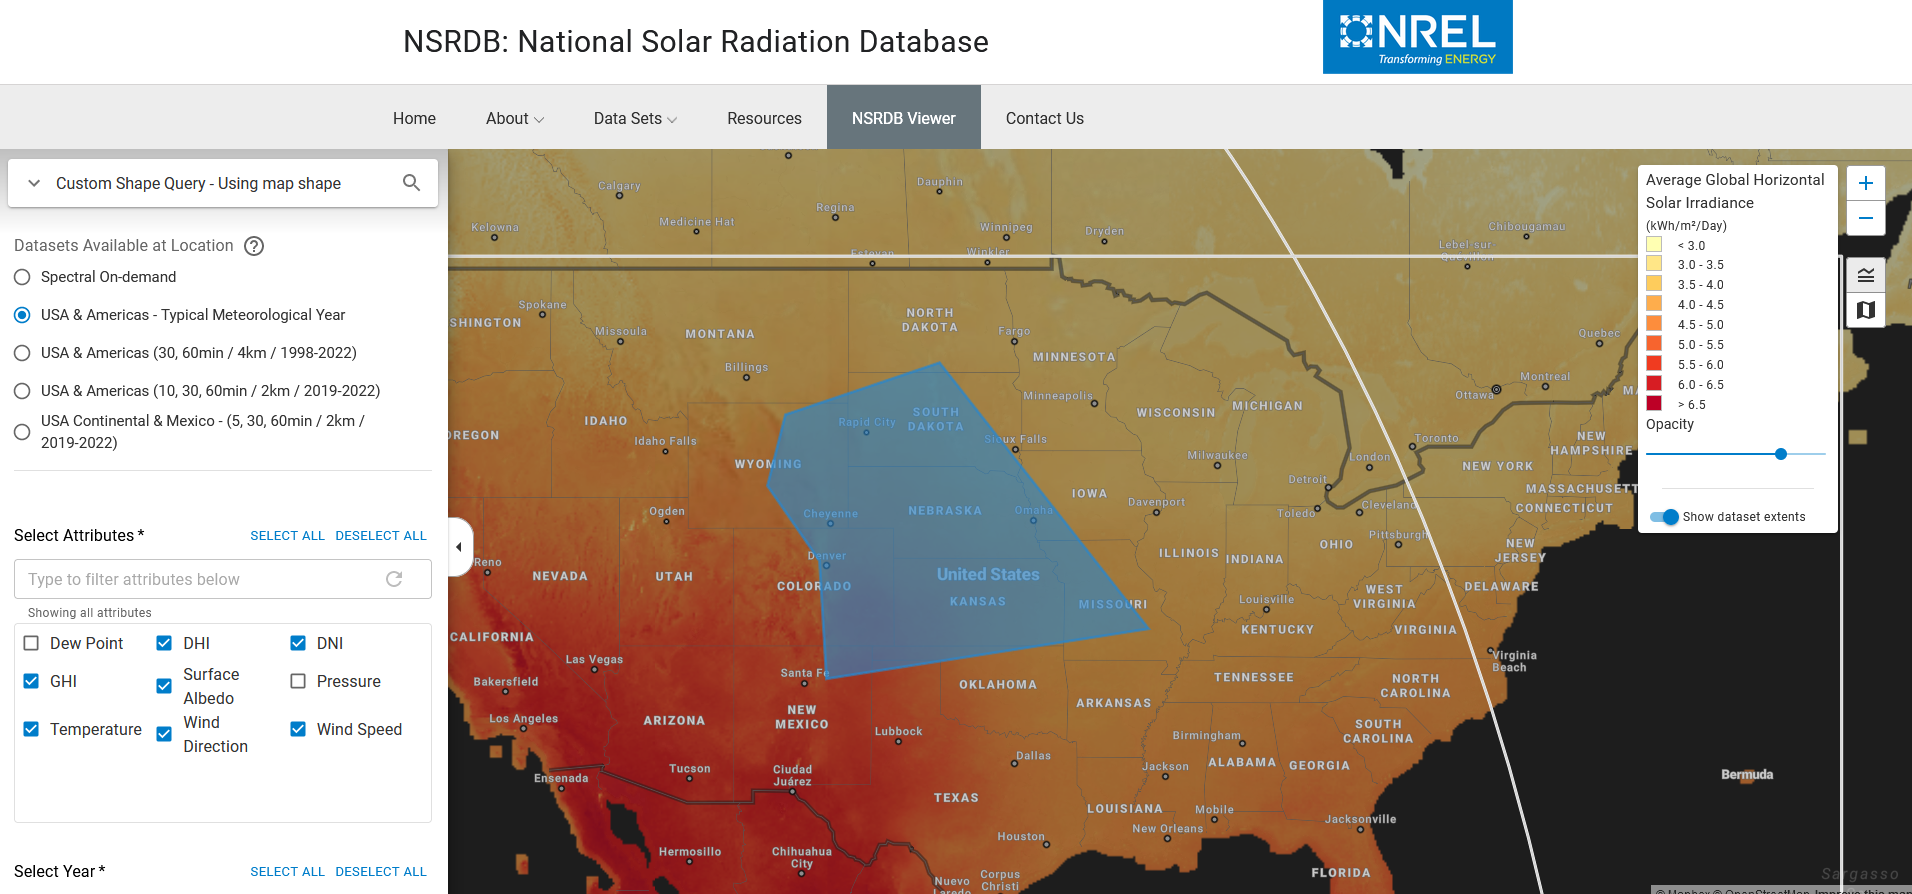 NSRDB: National Solar Radiation Database
NREL
Transforming ENERGY
Home
About
Data Sets
Resources
NSRDB Viewer
Contact Us
Custom Shape Query - Using map shape
Datasets Available at Location
Spectral On-demand
USA & Americas - Typical Meteorological Year
USA & Americas (30, 60min / 4km / 1998-2022)
USA & Americas (10, 30, 60min / 2km / 2019-2022)
USA Continental & Mexico - (5, 30, 60min / 2km /
2019-2022)
Select Attributes *
SELECT ALL
DESELECT ALL
Type to filter attributes below
Showing all attributes
Dew Point
DHI
DNI
GHI
Surface
Albedo
Pressure
Temperature
Wind
Direction
Wind Speed
Select Year *
SELECT ALL
DESELECT ALL
Average Global Horizontal
Solar Irradiance
(kWh/m²/Day)
< 3.0
3.0 - 3.5
3.5 - 4.0
4.0 - 4.5
4.5 - 5.0
5.0 - 5.5
5.5 - 6.0
6.0 - 6.5
> 6.5
Opacity
Show dataset extents
Calgary
Dauphin
Medicine Hat
Regina
Kelowna
Winnipeg
Dryden
Chibougamau
Lebel-sur-
Quévillon
Estevan
Winkler
Spokane
SHINGTON
Missoula
MONTANA
NORTH
DAKOTA
Fargo
Quebec
MINNESOTA
Billings
Montreal
Ottawa
Minneapolis
WISCONSIN
MICHIGAN
IDAHO
Rapid City
SOUTH
DAKOTA
OREGON
Idaho Falls
Sioux Falls
Toronto
NEW
HAMPSHIRE
WYOMING
Milwaukee
London
NEW YORK
Detroit
MASSACHUSETT
IOWA
Davenport
Ogden
Cheyenne
NEBRASKA
Omaha
Toledo
Cleveland
CONNECTICUT
Pittsburgh
Reno
Denver
ILLINOIS
INDIANA
OHIO
NEW
JERSEY
NEVADA
UTAH
COLORADO
United States
KANSAS
MISSOURI
Louisville
WEST
VIRGINIA
DELAWARE
CALIFORNIA
KENTUCKY
VIRGINIA
Las Vegas
Virginia
Beach
Bakersfield
Santa Fe
OKLAHOMA
TENNESSEE
NORTH
CAROLINA
Los Angeles
ARIZONA
NEW
MEXICO
ARKANSAS
Lubbock
Birmingham
SOUTH
CAROLINA
Dallas
Tucson
Ensenada
Ciudad
Juárez
Jackson
ALABAMA
GEORGIA
Bermuda
TEXAS
LOUISIANA
Mobile
New Orleans
Jacksonville
Houston
Hermosillo
Chihuahua
City
FLORIDA
Nuevo
Corpus
Christi
Sargasso
© Mapbox © OpenStreetMap Improve this map